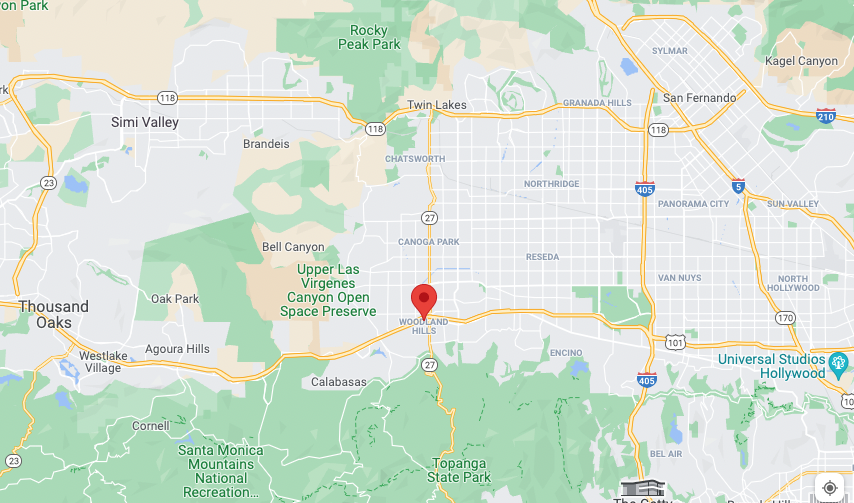 on Park
Rocky
Peak Park
SYLMAR
Kagel Canyon
rk
118
Twin Lakes
GRANADA HILLS
San Fernando
210
Simi Valley
118
118
Brandeis
CHATSWORTH
23
NORTHRIDGE
405
5
PANORAMA CITY
SUN VALLEY
27
CANOGA PARK
Bell Canyon
RESEDA
Upper Las
Virgenes
Canyon Open
Space Preserve
VAN NUYS
NORTH
HOLLYWOOD
Oak Park
Thousand
Oaks
WOODLAND
HILLS
170
Agoura Hills
Westlake
Village
101
ENCINO
Universal Studios
Hollywood
27
Calabasas
405
10
Cornell
Santa Monica
Mountains
National
Recreation...
BEL AIR
23
Topanga
State Park
The Getty